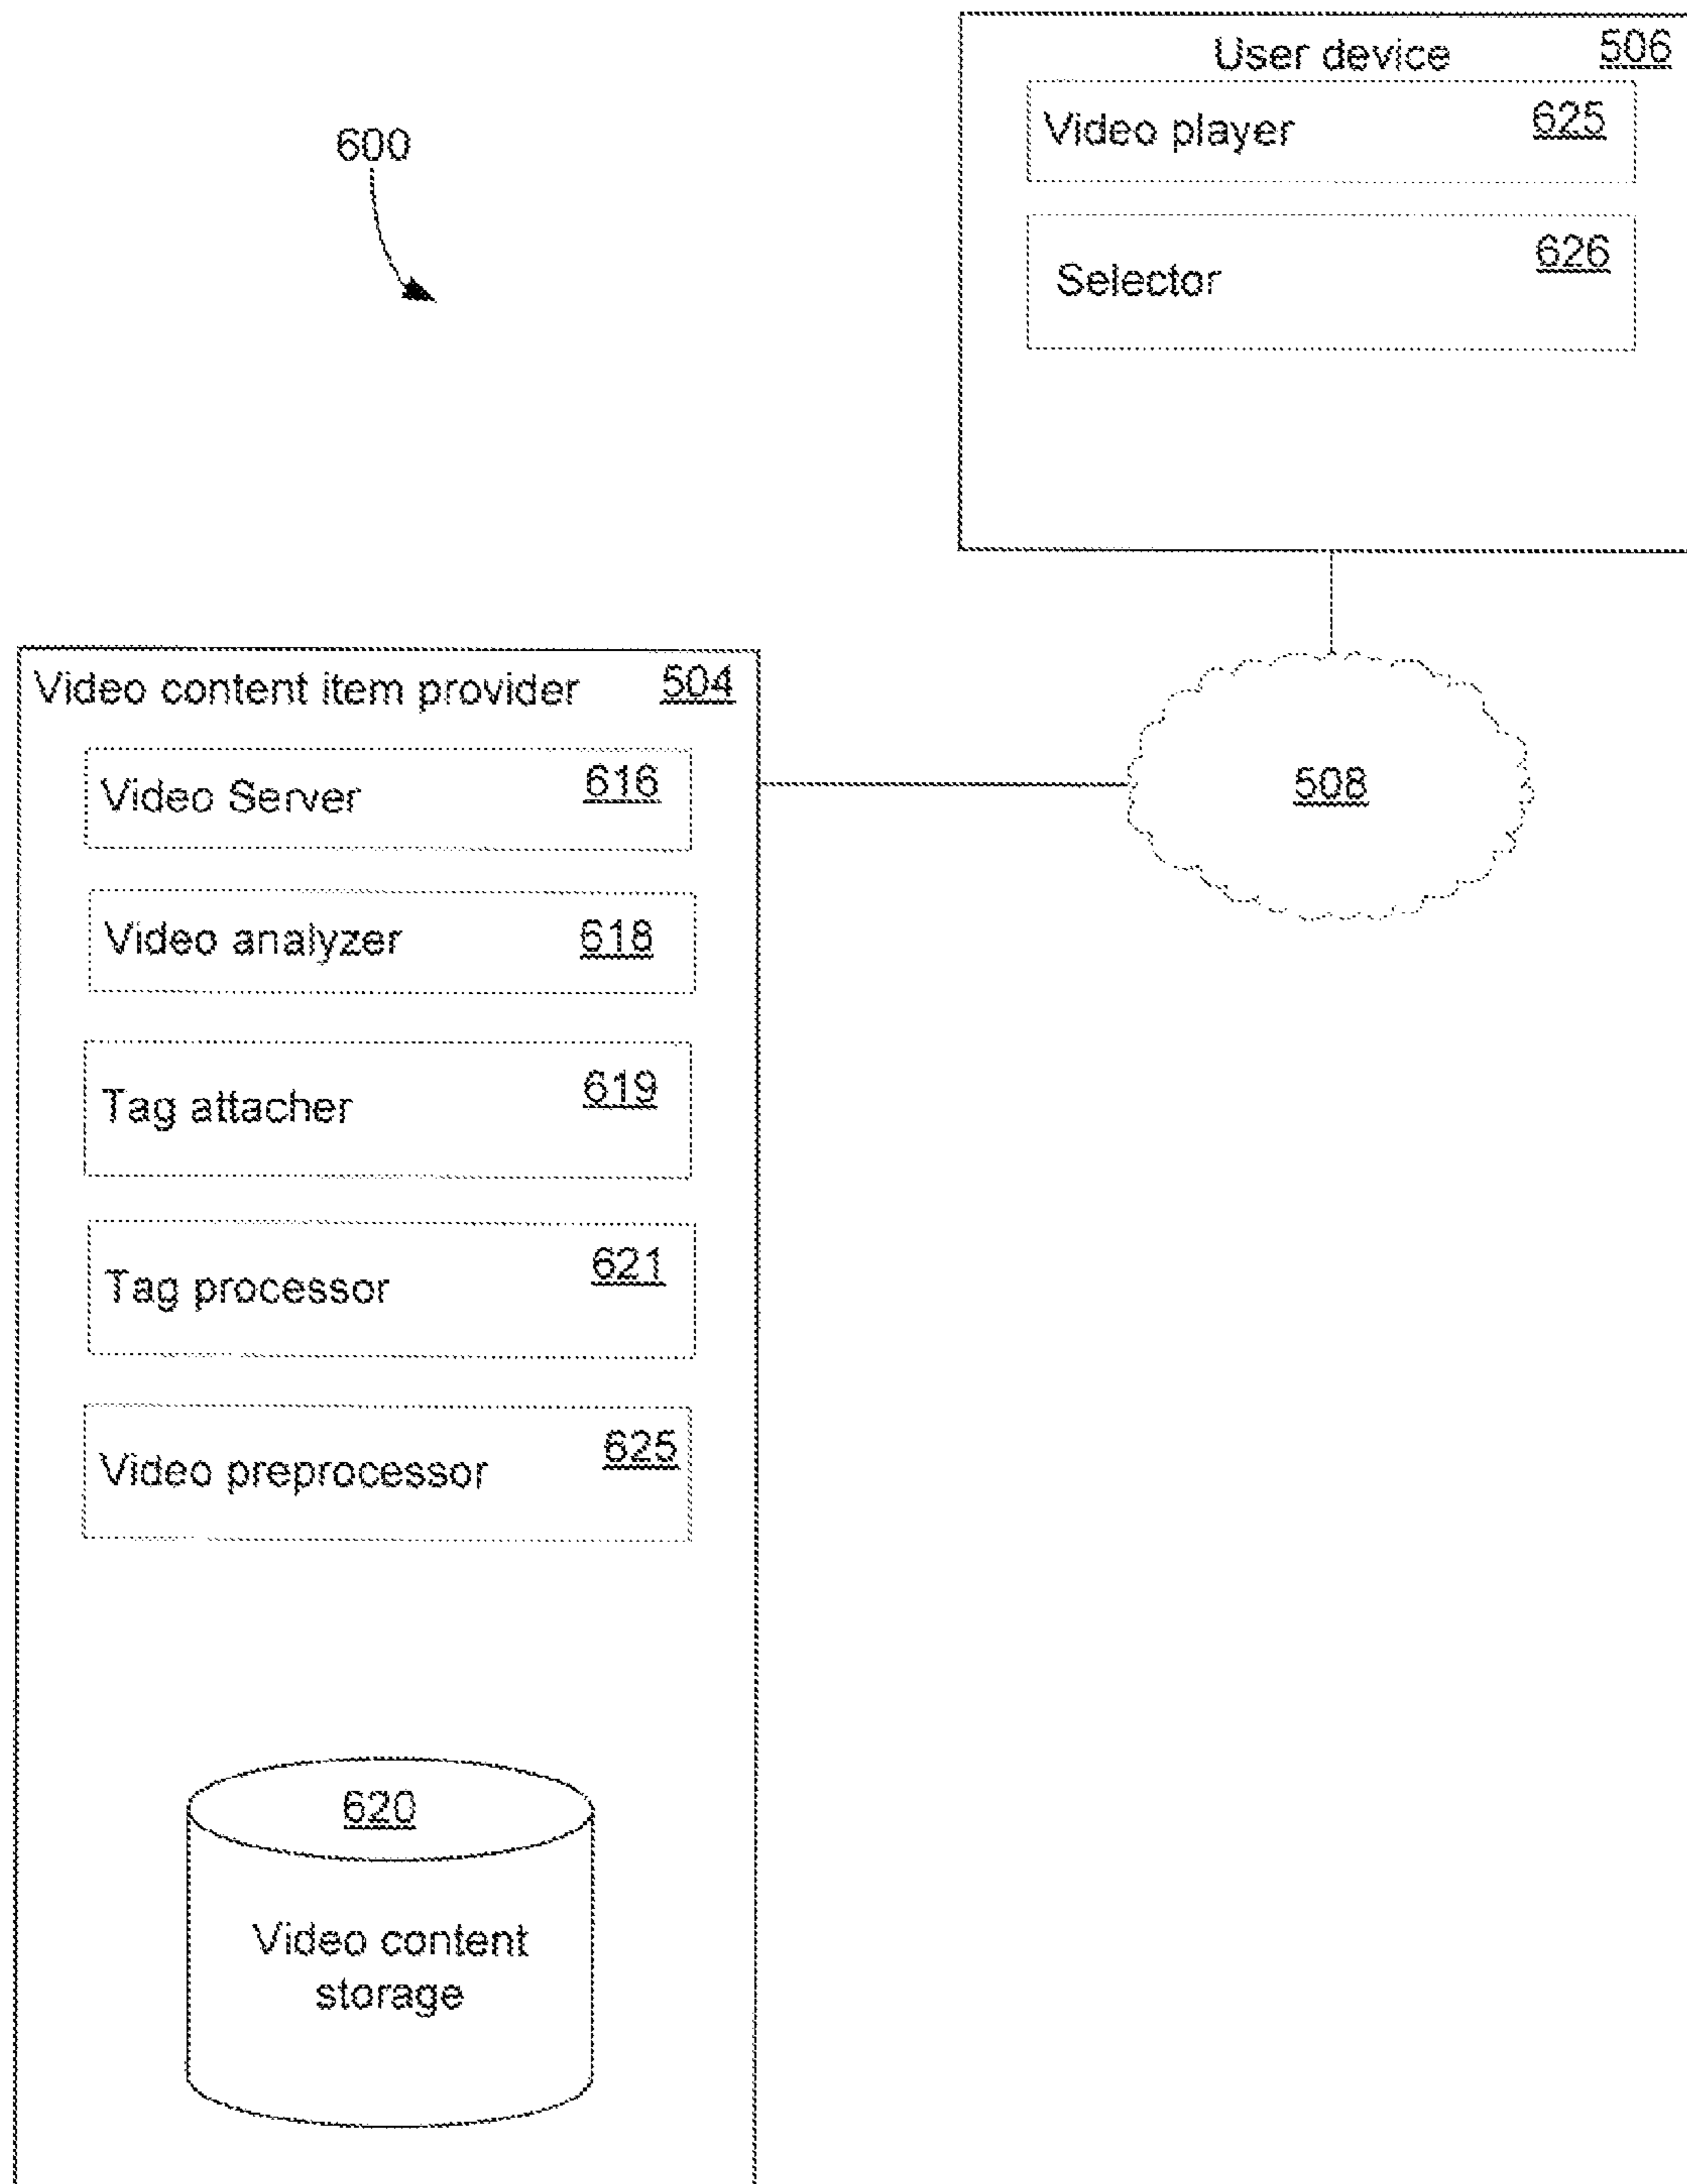 User device 506
Video player 625
Selector 626
600
Video content item provider 504
Video Server 616
Video analyzer 618
Tag attacher 619
Tag processor 621
Video preprocessor 625
620
Video content
storage
508